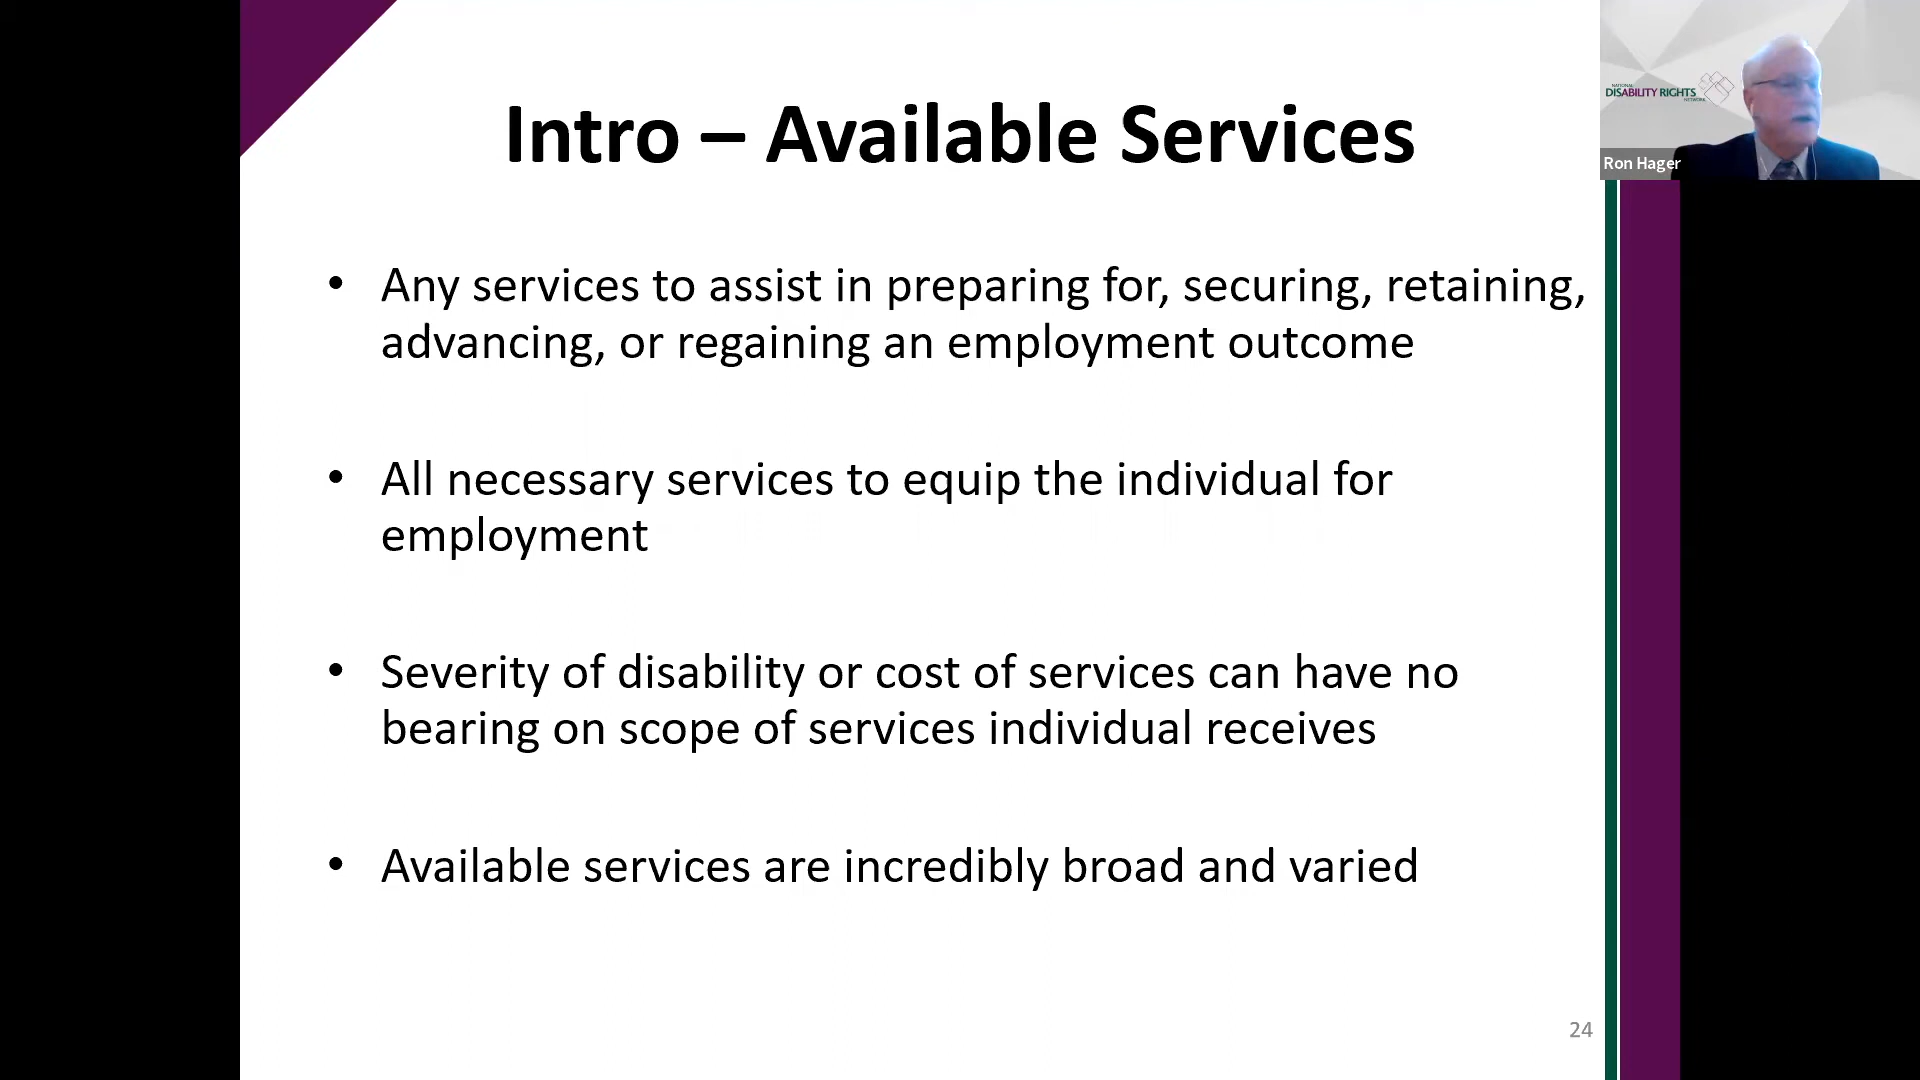 Intro – Available Services
• Any services to assist in preparing for, securing, retaining,
advancing, or regaining an employment outcome
• All necessary services to equip the individual for
employment
• Severity of disability or cost of services can have no
bearing on scope of services individual receives
• Available services are incredibly broad and varied
24
NATIONAL
DISABILITY RIGHTS
NETWORK
Ron Hager